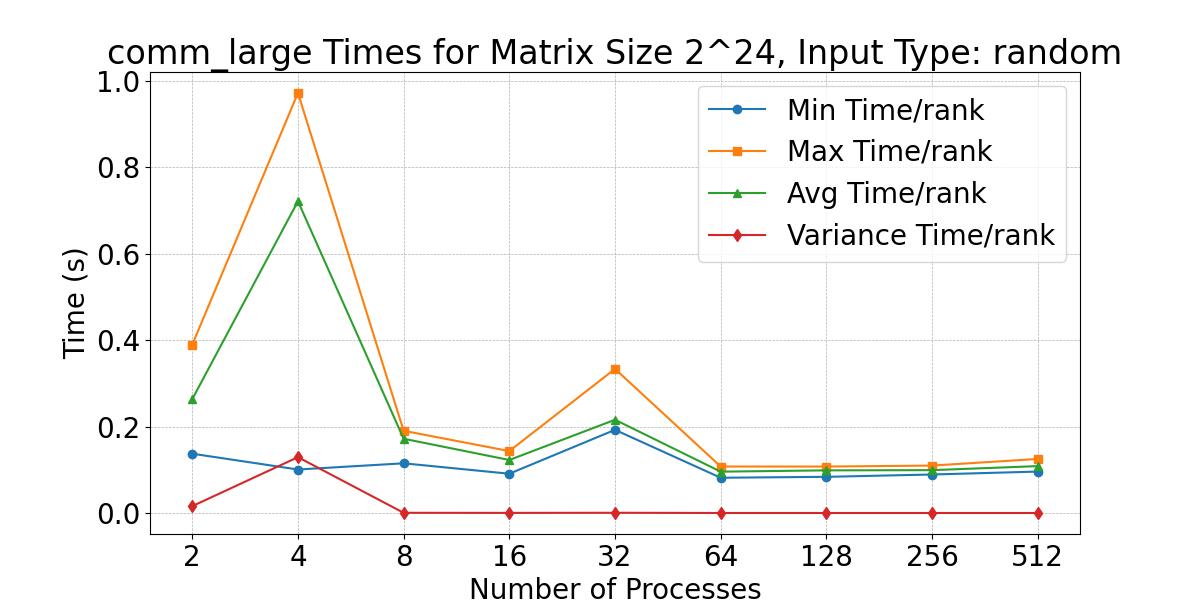 comm_large Times for Matrix Size 2^24, Input Type: random
1.0
0.8
0.6
0.4
0.2
0.0
Time (s)
Min Time/rank
Max Time/rank
Avg Time/rank
Variance Time/rank
2 4 8 16 32 64 128 256 512
Number of Processes